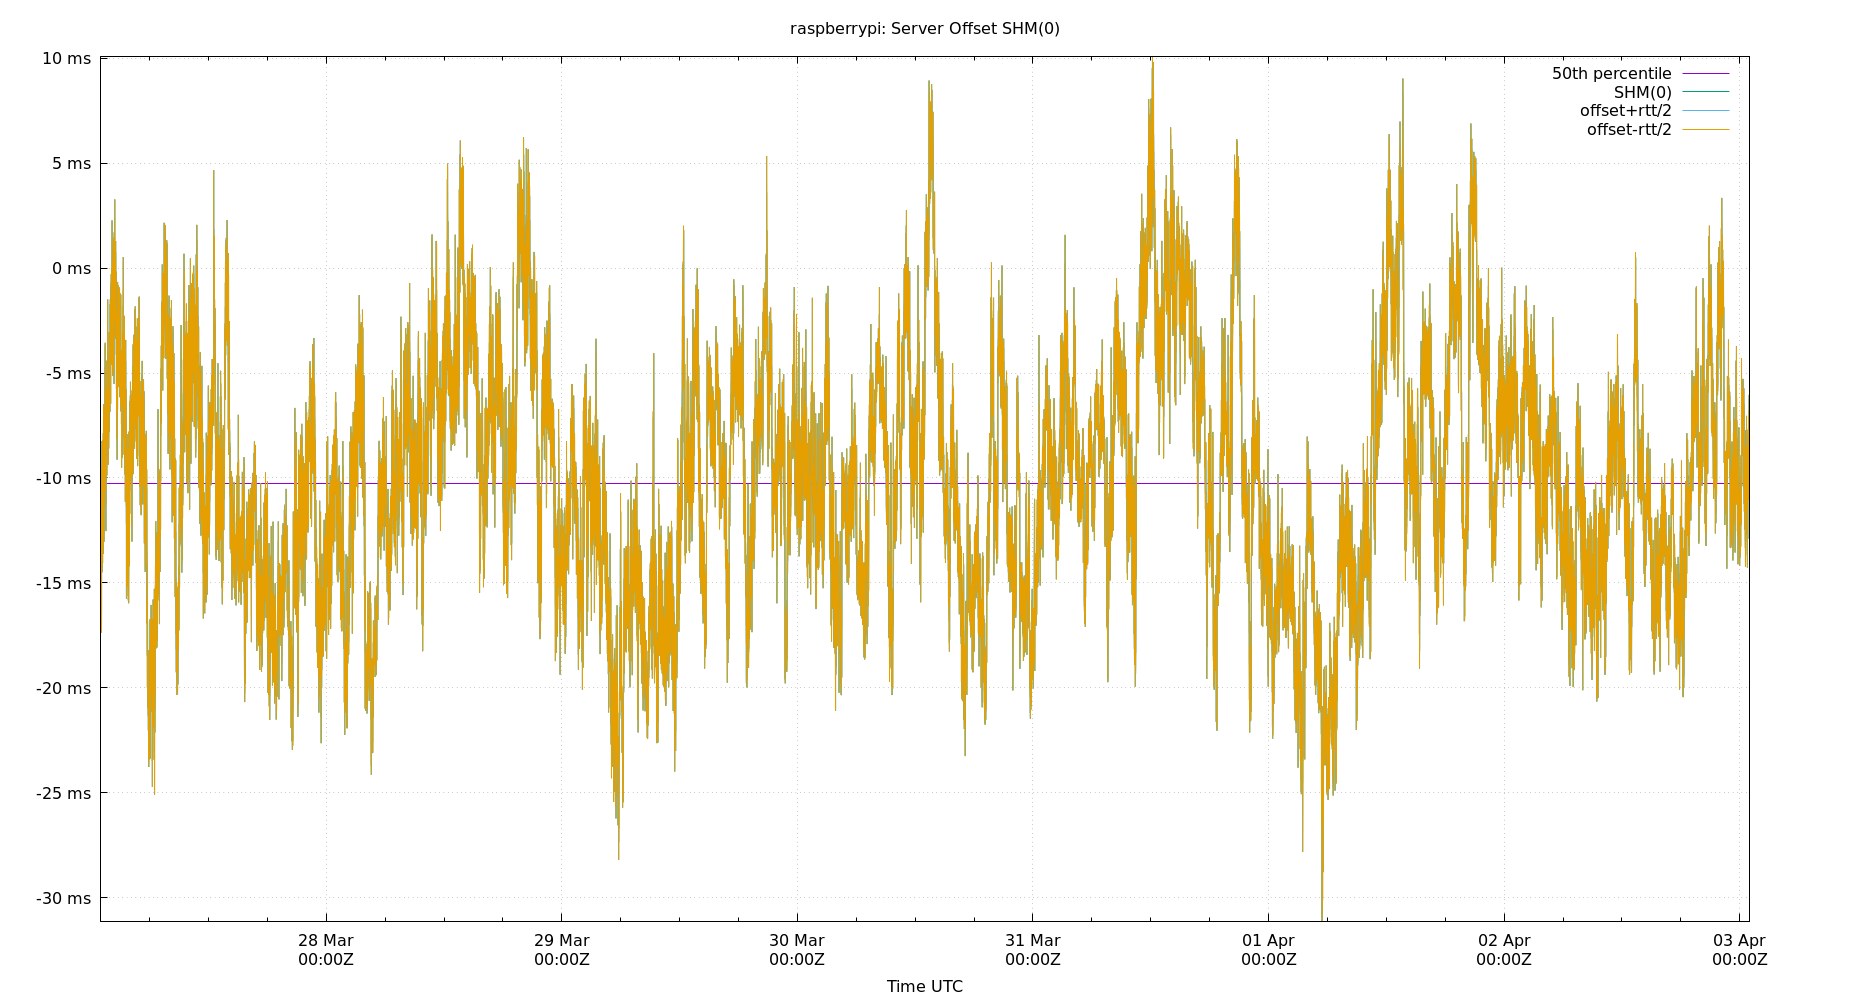 raspberrypi: Server Offset SHM(0)
10 ms
5 ms
0 ms
-5 ms
-10 ms
-15 ms
-20 ms
-25 ms
-30 ms
50th percentile
SHM(0)
offset+rtt/2
offset-rtt/2
28 Mar
00:00Z
29 Mar
00:00Z
30 Mar
00:00Z
31 Mar
00:00Z
01 Apr
00:00Z
02 Apr
00:00Z
03 Apr
00:00Z
Time UTC